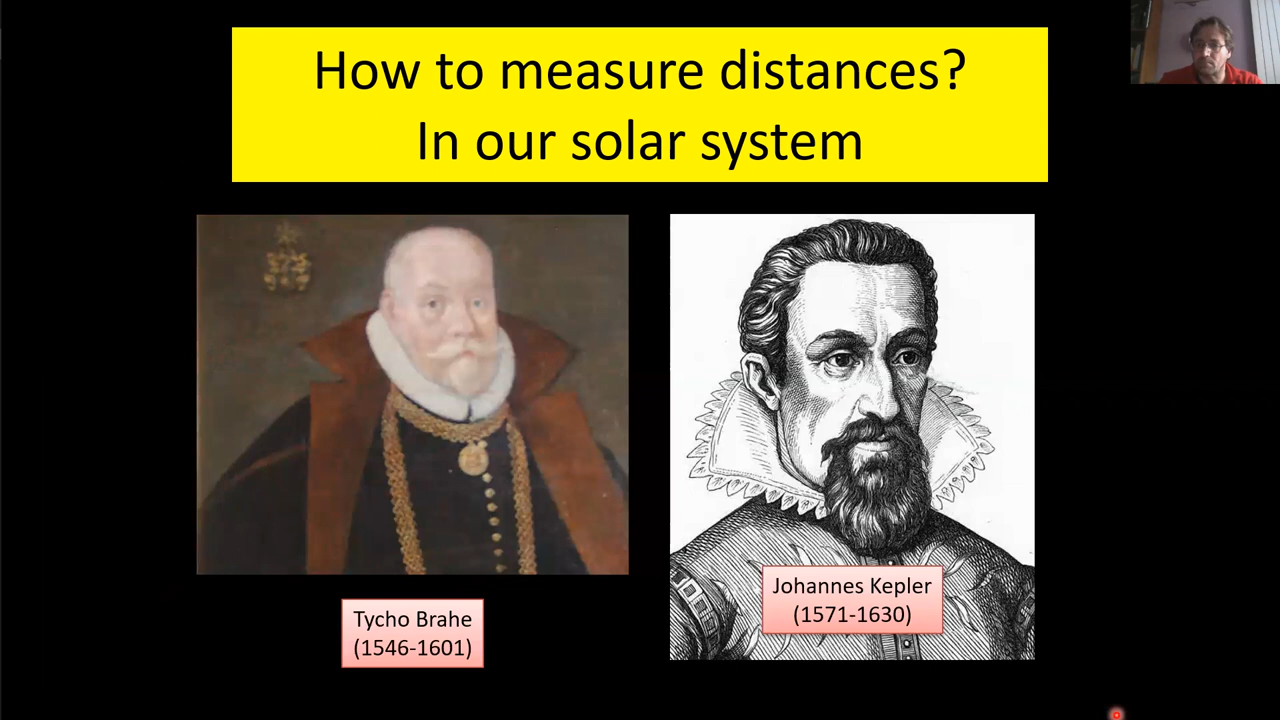 How to measure distances?
In our solar system
Tycho Brahe
(1546-1601)
Johannes Kepler
(1571-1630)